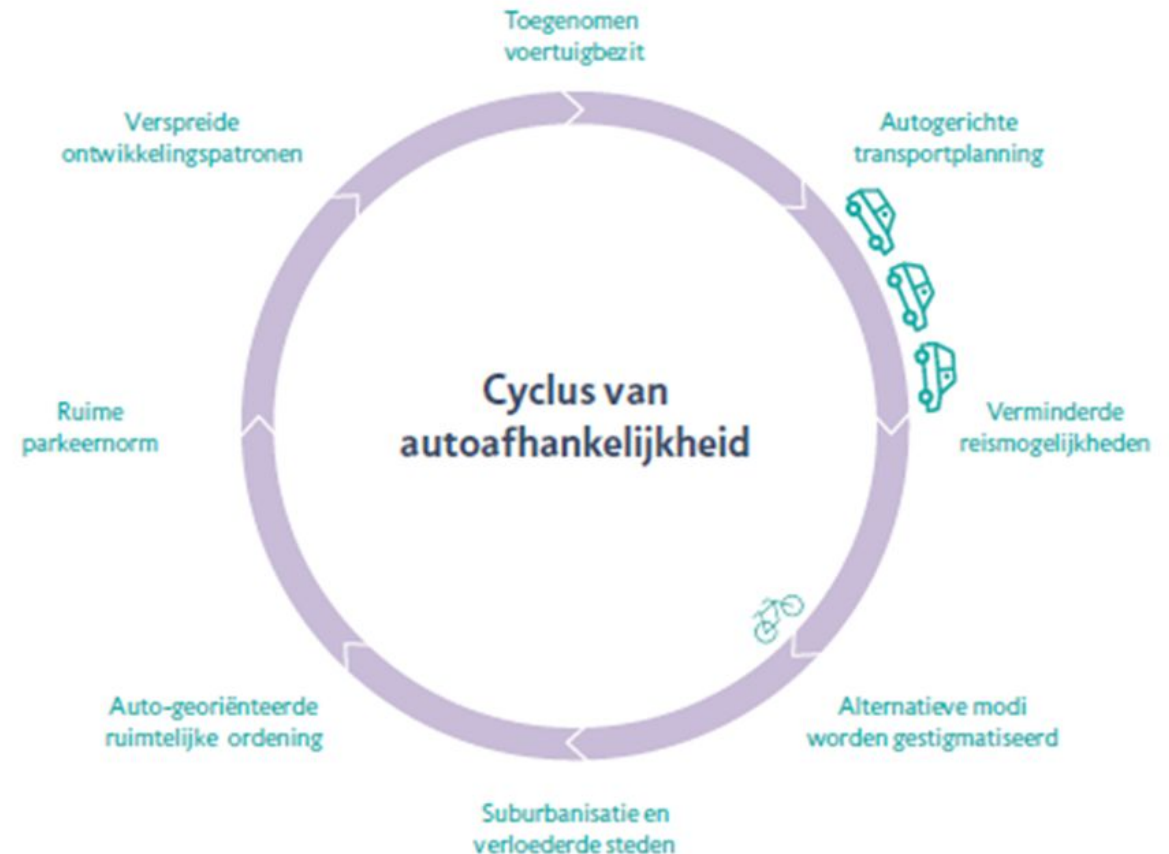 Toegenomen
voertuigbezit
Autogerichte
transportplanning
Verminderde
reismogelijkheden
Alternatieve modi
worden gestigmatiseerd
Suburbanisatie en
verloederde steden
Auto-georiënteerde
ruimtelijke ordening
Ruime
parkeernorm
Verspreide
ontwikkelingspatronen
Cyclus van
autoafhankelijkheid